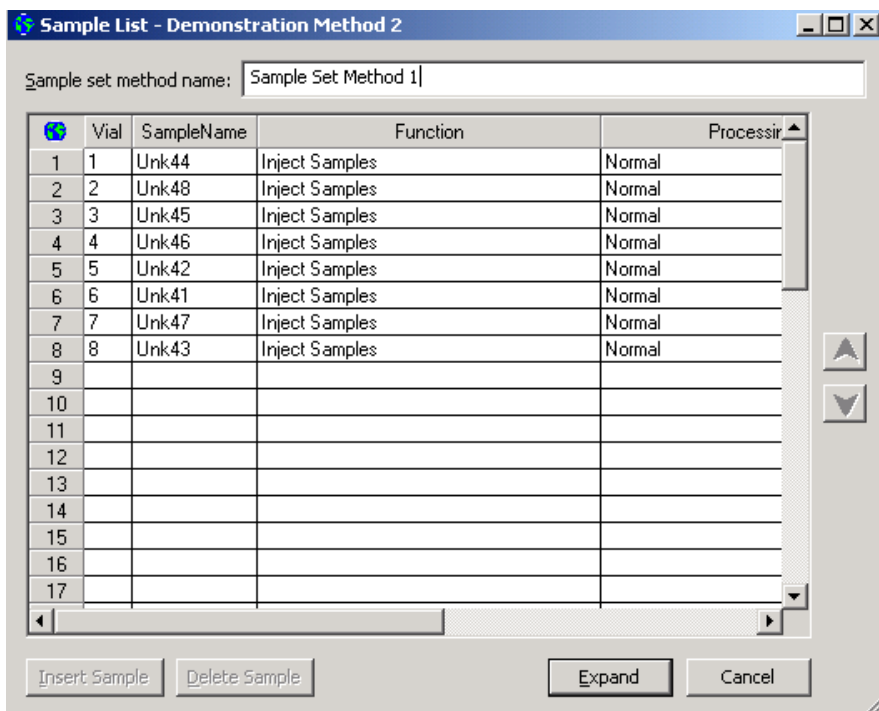 Sample List - Demonstration Method 2
Sample set method name: Sample Set Method 1
Vial SampleName Function Processin
1 1 Unk44 Inject Samples Normal
2 2 Unk48 Inject Samples Normal
3 3 Unk45 Inject Samples Normal
4 4 Unk46 Inject Samples Normal
5 5 Unk42 Inject Samples Normal
6 6 Unk41 Inject Samples Normal
7 7 Unk47 Inject Samples Normal
8 8 Unk43 Inject Samples Normal
9
10
11
12
13
14
15
16
17
Insert Sample Delete Sample Expand Cancel